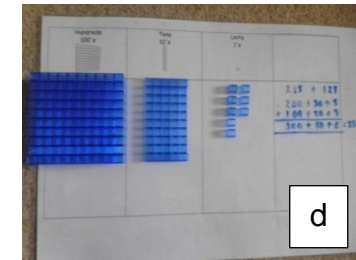 Hundreds Tens Units
100's 10's 1's
235 + 123
200 + 30 + 5
+ 100 + 20 + 3
300 + 50 + 8
d